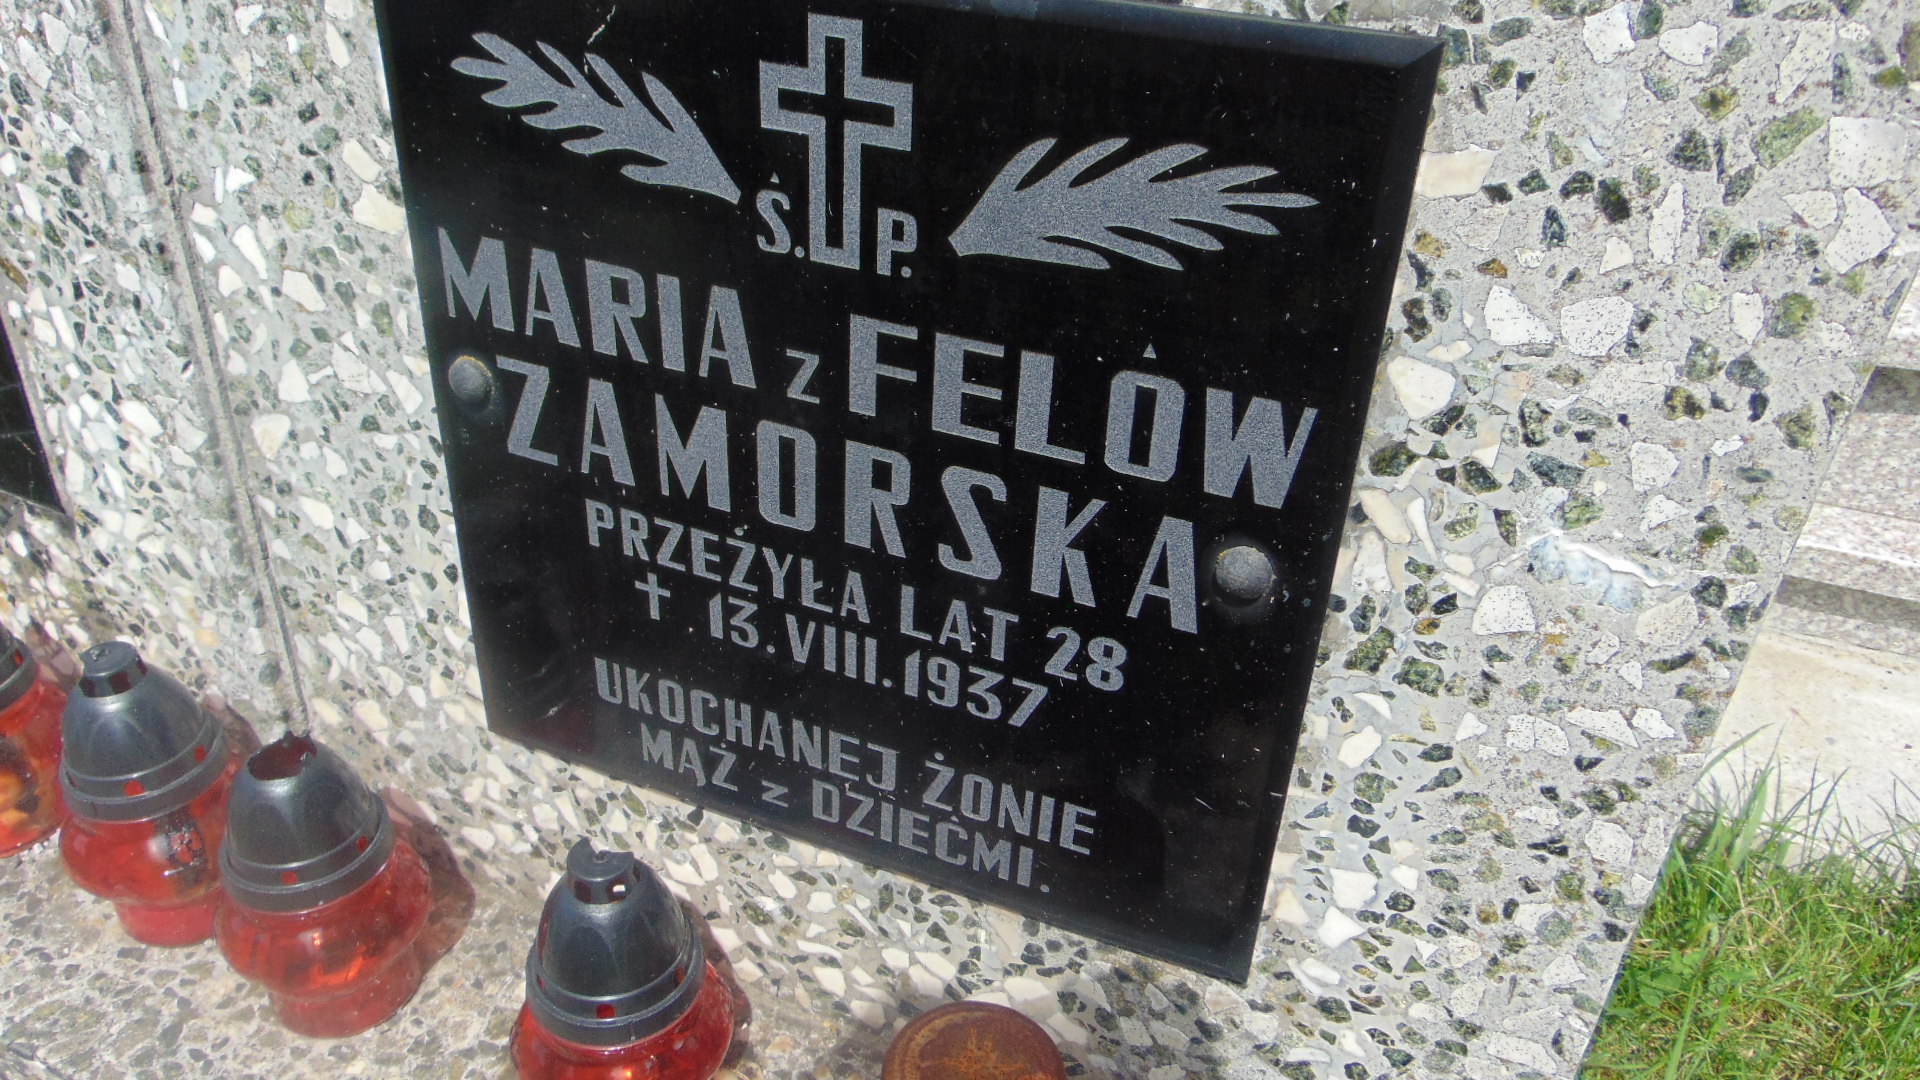 Ś. P.
MARIA z FELÓW
ZAMORSKA
PRZEŻYŁA LAT 28
✝ 13.VIII.1937
UKOCHANEJ ŻONIE
MĄŻ z DZIEĆMI.